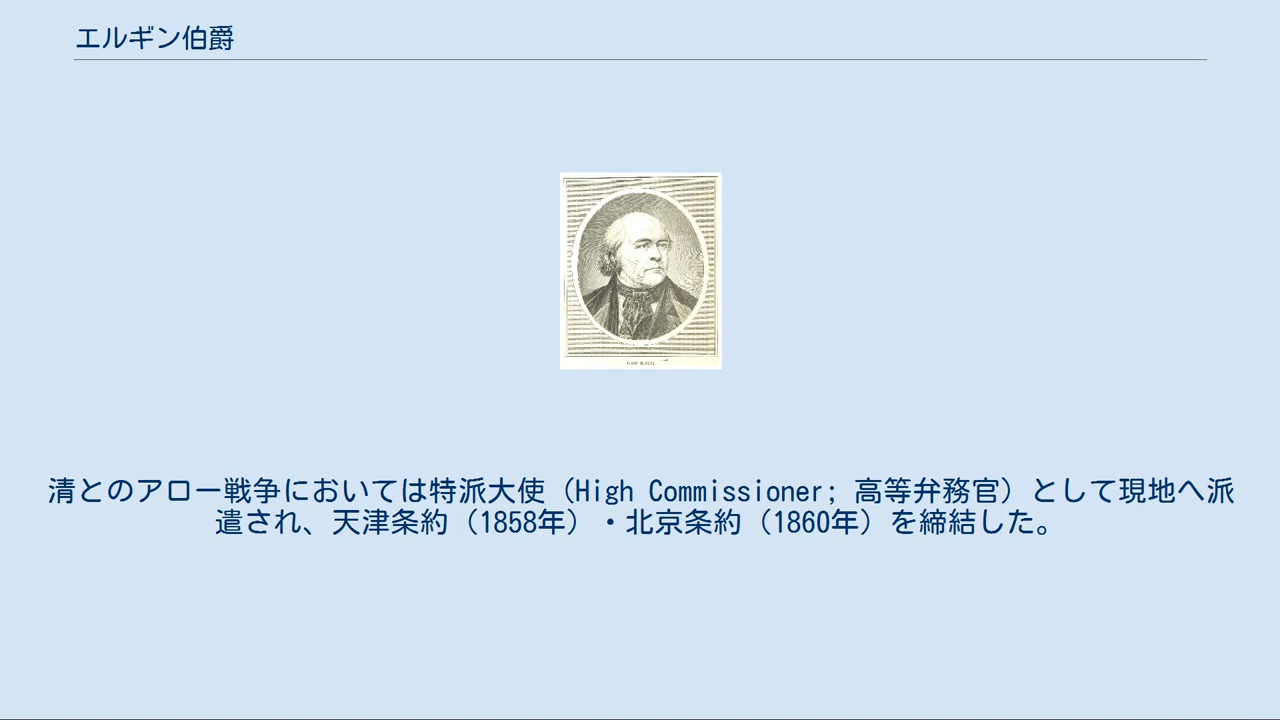 エルギン伯爵
清とのアロー戦争においては特派大使（High Commissioner; 高等弁務官）として現地へ派
遣され、天津条約（1858年）・北京条約（1860年）を締結した。